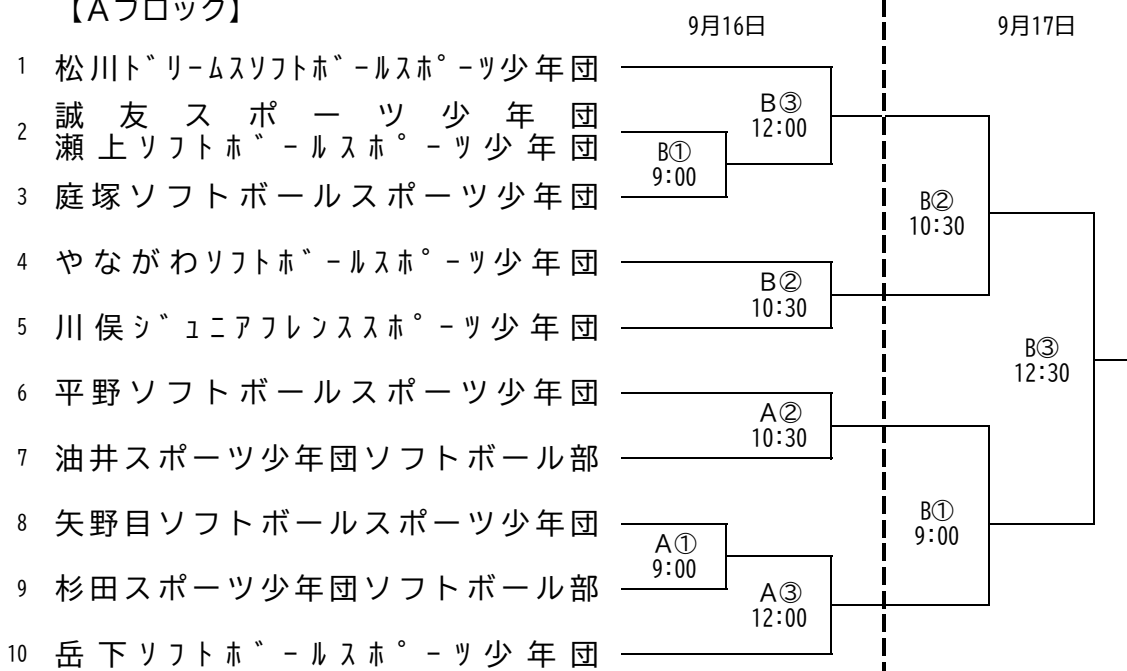 【Aブロック】
9月16日
9月17日
1 松川ﾄﾞﾘｰﾑｽｿﾌﾄﾎﾞｰﾙｽﾎﾟｰﾂ少年団
B③
12:00
2 誠友スポーツ少年団
瀬上ｿﾌﾄﾎﾞｰﾙｽﾎﾟｰﾂ少年団
B①
9:00
3 庭塚ソフトボールスポーツ少年団
B②
10:30
4 やながわｿﾌﾄﾎﾞｰﾙｽﾎﾟｰﾂ少年団
B②
10:30
5 川俣ｼﾞｭﾆｱﾌﾚﾝｽｽﾎﾟｰﾂ少年団
B③
12:30
6 平野ソフトボールスポーツ少年団
A②
10:30
7 油井スポーツ少年団ソフトボール部
8 矢野目ソフトボールスポーツ少年団
B①
9:00
A①
9:00
9 杉田スポーツ少年団ソフトボール部
A③
12:00
10 岳下ｿﾌﾄﾎﾞｰﾙｽﾎﾟｰﾂ少年団